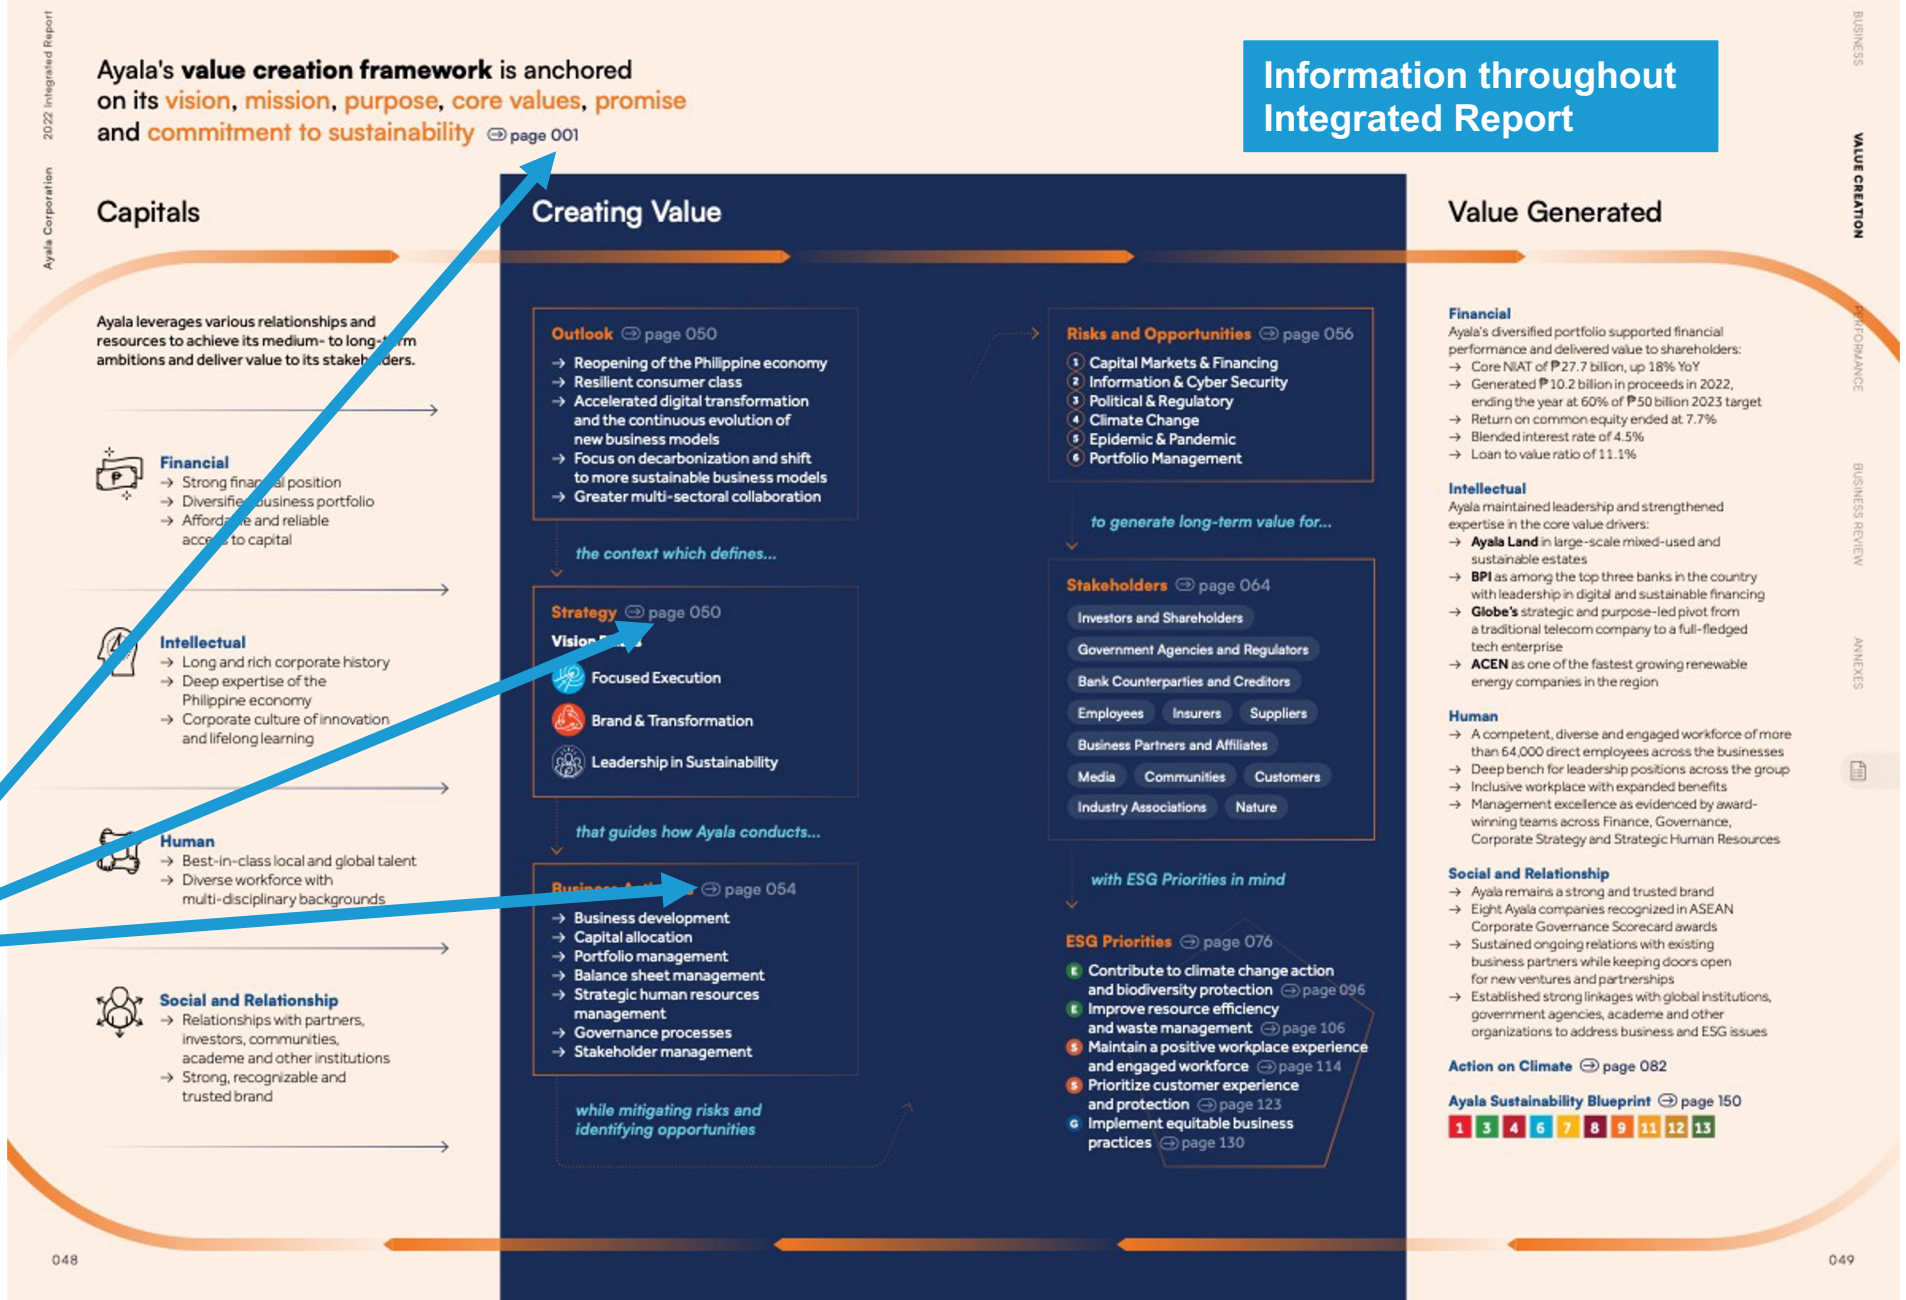 Ayala Corporation 2022 Integrated Report
Ayala's value creation framework is anchored
on its vision, mission, purpose, core values, promise
and commitment to sustainability page 001
Information throughout
Integrated Report
Capitals
Ayala leverages various relationships and
resources to achieve its medium- to long-term
ambitions and deliver value to its stakeholders.
Financial
→ Strong financial position
→ Diversified business portfolio
→ Affordable and reliable
access to capital
Intellectual
→ Long and rich corporate history
→ Deep expertise of the
Philippine economy
→ Corporate culture of innovation
and lifelong learning
Human
→ Best-in-class local and global talent
→ Diverse workforce with
multi-disciplinary backgrounds
Social and Relationship
→ Relationships with partners,
investors, communities,
academe and other institutions
→ Strong, recognizable and
trusted brand
048
Creating Value
Outlook page 050
→ Reopening of the Philippine economy
→ Resilient consumer class
→ Accelerated digital transformation
and the continuous evolution of
new business models
→ Focus on decarbonization and shift
to more sustainable business models
→ Greater multi-sectoral collaboration
the context which defines...
Strategy page 050
Vision
Focused Execution
Brand & Transformation
Leadership in Sustainability
that guides how Ayala conducts...
Business page 054
→ Business development
→ Capital allocation
→ Portfolio management
→ Balance sheet management
→ Strategic human resources
management
→ Governance processes
→ Stakeholder management
while mitigating risks and
identifying opportunities
Risks and Opportunities page 056
1 Capital Markets & Financing
2 Information & Cyber Security
3 Political & Regulatory
4 Climate Change
5 Epidemic & Pandemic
6 Portfolio Management
to generate long-term value for...
Stakeholders page 064
Investors and Shareholders
Government Agencies and Regulators
Bank Counterparties and Creditors
Employees Insurers Suppliers
Business Partners and Affiliates
Media Communities Customers
Industry Associations Nature
with ESG Priorities in mind
ESG Priorities page 076
E Contribute to climate change action
and biodiversity protection page 096
E Improve resource efficiency
and waste management page 106
S Maintain a positive workplace experience
and engaged workforce page 114
S Prioritize customer experience
and protection page 123
G Implement equitable business
practices page 130
Value Generated
Financial
Ayala's diversified portfolio supported financial
performance and delivered value to shareholders:
→ Core NIAT of ₱27.7 billion, up 18% YoY
→ Generated ₱10.2 billion in proceeds in 2022,
ending the year at 60% of ₱50 billion 2023 target
→ Return on common equity ended at 7.7%
→ Blended interest rate of 4.5%
→ Loan to value ratio of 11.1%
Intellectual
Ayala maintained leadership and strengthened
expertise in the core value drivers:
→ Ayala Land in large-scale mixed-used and
sustainable estates
→ BPI as among the top three banks in the country
with leadership in digital and sustainable financing
→ Globe's strategic and purpose-led pivot from
a traditional telecom company to a full-fledged
tech enterprise
→ ACEN as one of the fastest growing renewable
energy companies in the region
Human
→ A competent, diverse and engaged workforce of more
than 64,000 direct employees across the businesses
→ Deep bench for leadership positions across the group
→ Inclusive workplace with expanded benefits
→ Management excellence as evidenced by award-
winning teams across Finance, Governance,
Corporate Strategy and Strategic Human Resources
Social and Relationship
→ Ayala remains a strong and trusted brand
→ Eight Ayala companies recognized in ASEAN
Corporate Governance Scorecard awards
→ Sustained ongoing relations with existing
business partners while keeping doors open
for new ventures and partnerships
→ Established strong linkages with global institutions,
government agencies, academe and other
organizations to address business and ESG issues
Action on Climate page 082
Ayala Sustainability Blueprint page 150
1 3 4 6 7 8 9 11 12 13
049
BUSINESS
VALUE CREATION
PERFORMANCE
BUSINESS REVIEW
ANNEXES